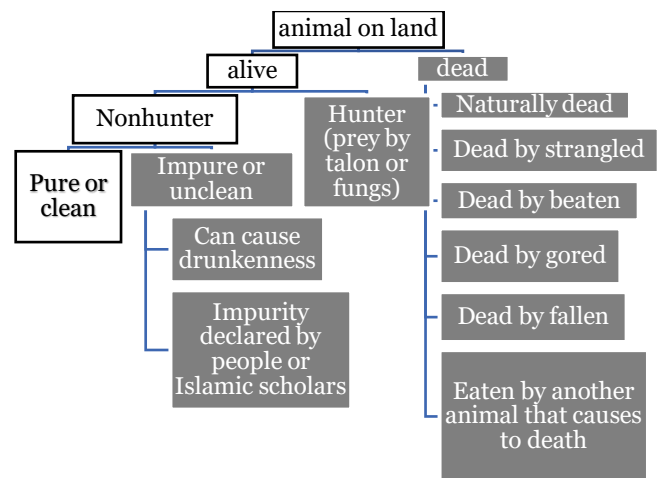 animal on land
alive
dead
Nonhunter
Hunter
(prey by
talon or
fungs)
Pure or
clean
Impure or
unclean
Can cause
drunkenness
Impurity
declared by
people or
Islamic scholars
Naturally dead
Dead by strangled
Dead by beaten
Dead by gored
Dead by fallen
Eaten by another
animal that causes
to death